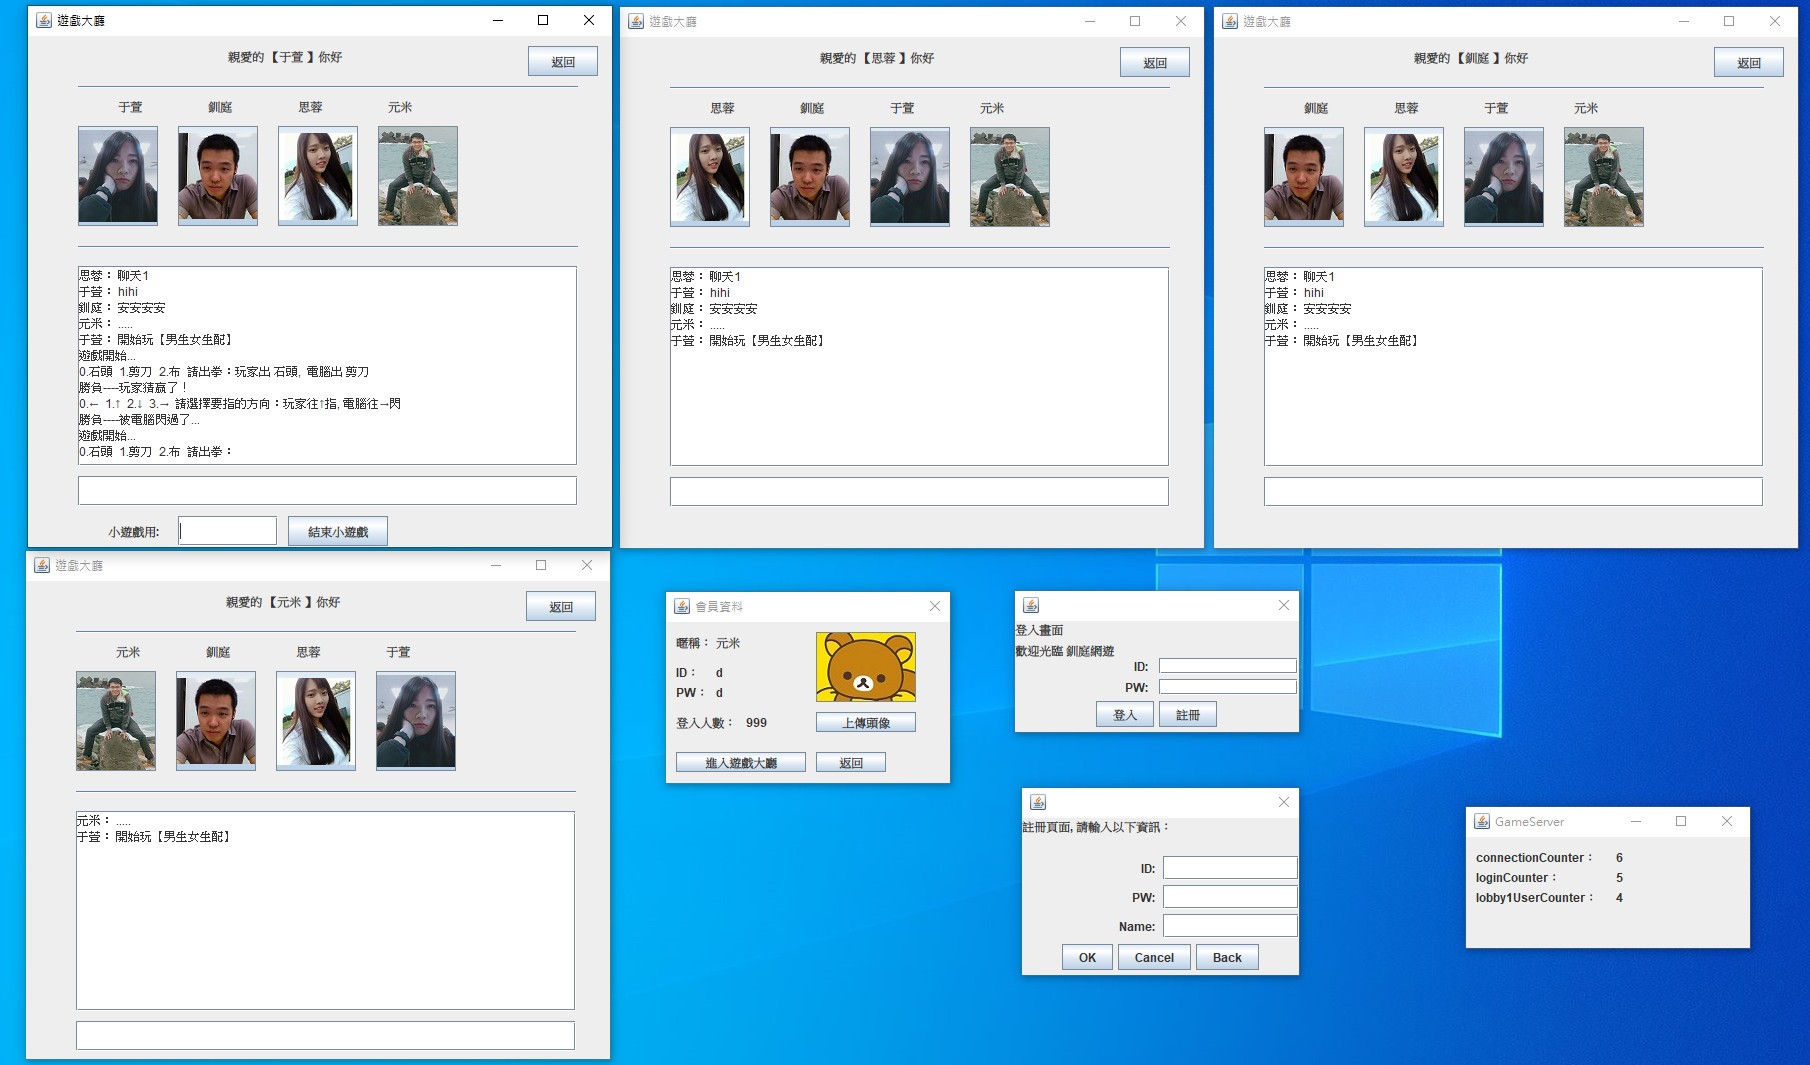 遊戲大廳
親愛的【于萱 】你好
返回
于萱 釧庭 思蓉 元米
思蓉： 聊天1
于萱： hihi
釧庭： 安安安安
元米： .....
于萱： 開始玩【男生女生配】
遊戲開始...
0.石頭 1.剪刀 2.布 請出拳：玩家出 石頭, 電腦出 剪刀
勝負----玩家猜贏了！
0.← 1.↑ 2.↓ 3.→ 請選擇要指的方向：玩家往↑指, 電腦往→閃
勝負----被電腦閃過了...
遊戲開始...
0.石頭 1.剪刀 2.布 請出拳：
小遊戲用:
結束小遊戲
遊戲大廳
親愛的【思蓉 】你好
返回
思蓉 釧庭 于萱 元米
思蓉： 聊天1
于萱： hihi
釧庭： 安安安安
元米： .....
于萱： 開始玩【男生女生配】
遊戲大廳
親愛的【釧庭 】你好
返回
釧庭 思蓉 于萱 元米
思蓉： 聊天1
于萱： hihi
釧庭： 安安安安
元米： .....
于萱： 開始玩【男生女生配】
遊戲大廳
親愛的【元米 】你好
返回
元米 釧庭 思蓉 于萱
元米： .....
于萱： 開始玩【男生女生配】
會員資料
暱稱： 元米
ID： d
PW： d
登入人數： 999
上傳頭像
進入遊戲大廳
返回
登入畫面
歡迎光臨 釧庭網遊
ID:
PW:
登入
註冊
註冊頁面, 請輸入以下資訊：
ID:
PW:
Name:
OK
Cancel
Back
GameServer
connectionCounter： 6
loginCounter： 5
lobby1UserCounter： 4